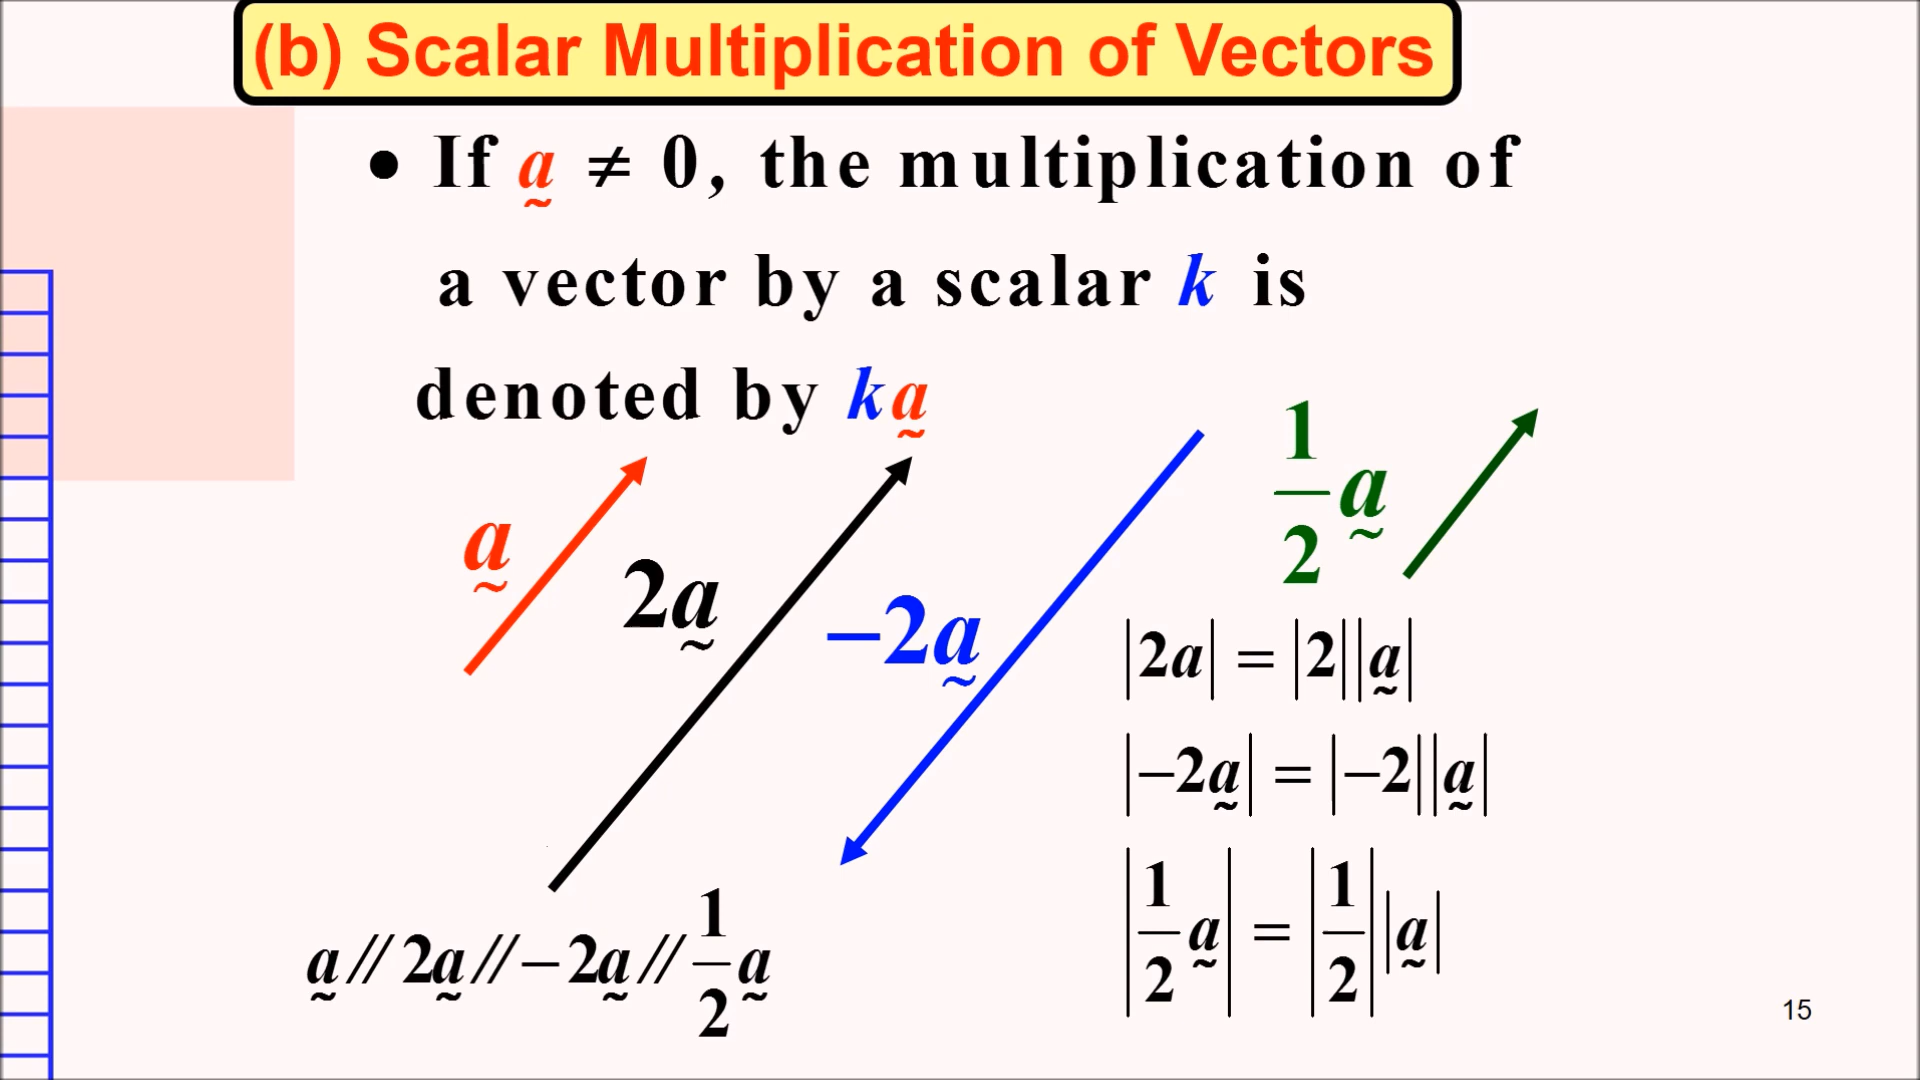 (b) Scalar Multiplication of Vectors
• If a̰ ≠ 0, the multiplication of
a vector by a scalar k is
denoted by ka̰
a̰
2a̰
−2a̰
1/2 a̰
|2a| = |2||a̰|
|−2a̰| = |−2||a̰|
|1/2 a̰| = |1/2||a̰|
a̰ // 2a̰ // −2a̰ // 1/2 a̰
15